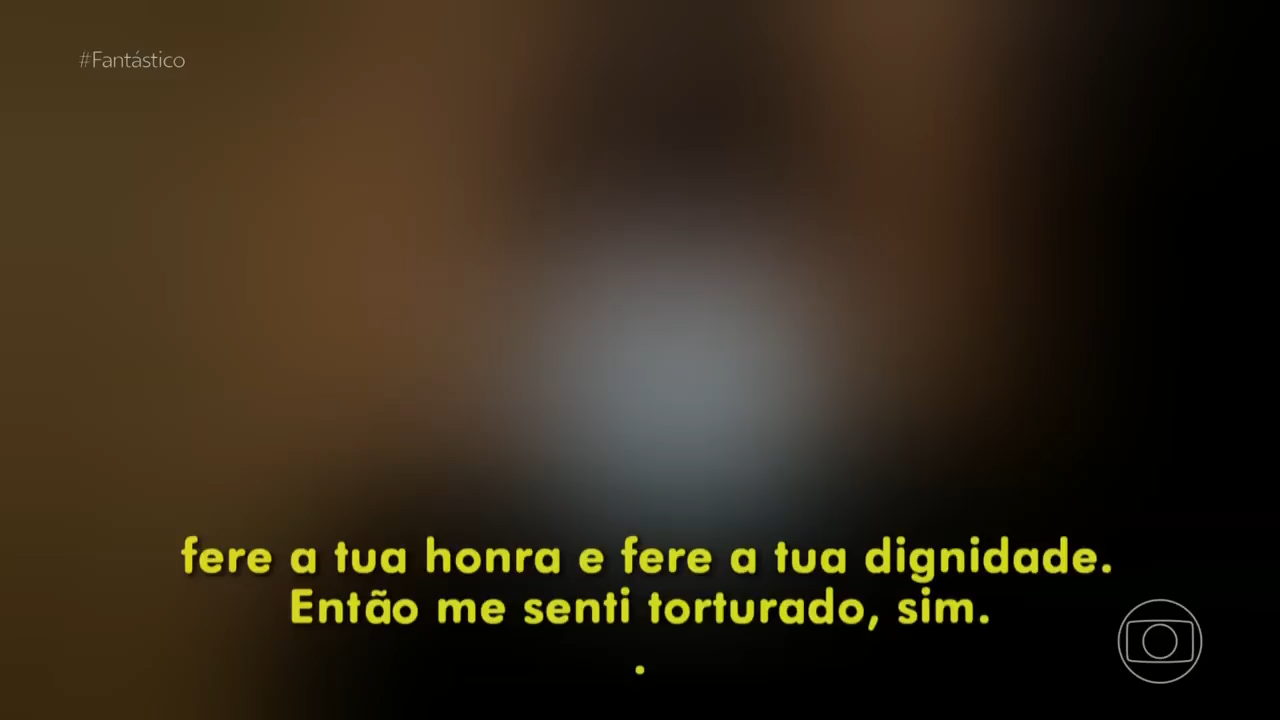 #Fantástico
fere a tua honra e fere a tua dignidade.
Então me senti torturado, sim.
.